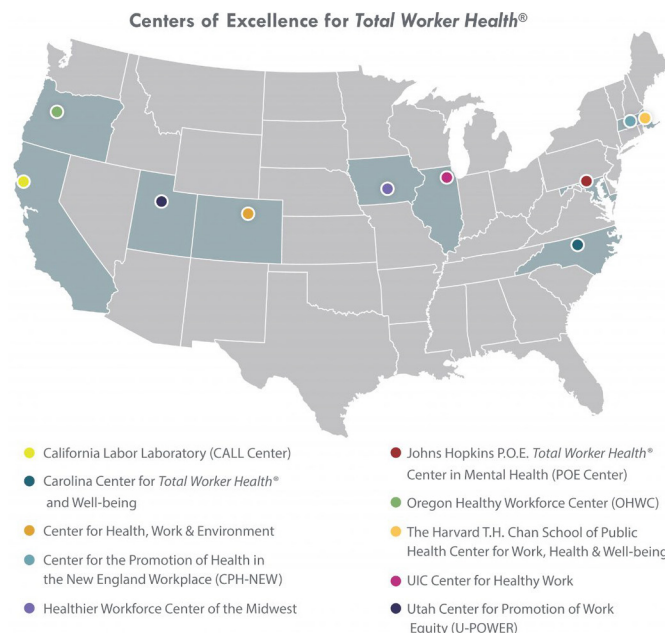 Centers of Excellence for Total Worker Health®
California Labor Laboratory (CALL Center)
Carolina Center for Total Worker Health®
and Well-being
Center for Health, Work & Environment
Center for the Promotion of Health in
the New England Workplace (CPH-NEW)
Healthier Workforce Center of the Midwest
Johns Hopkins P.O.E. Total Worker Health®
Center in Mental Health (POE Center)
Oregon Healthy Workforce Center (OHWC)
The Harvard T.H. Chan School of Public
Health Center for Work, Health & Well-being
UIC Center for Healthy Work
Utah Center for Promotion of Work
Equity (U-POWER)